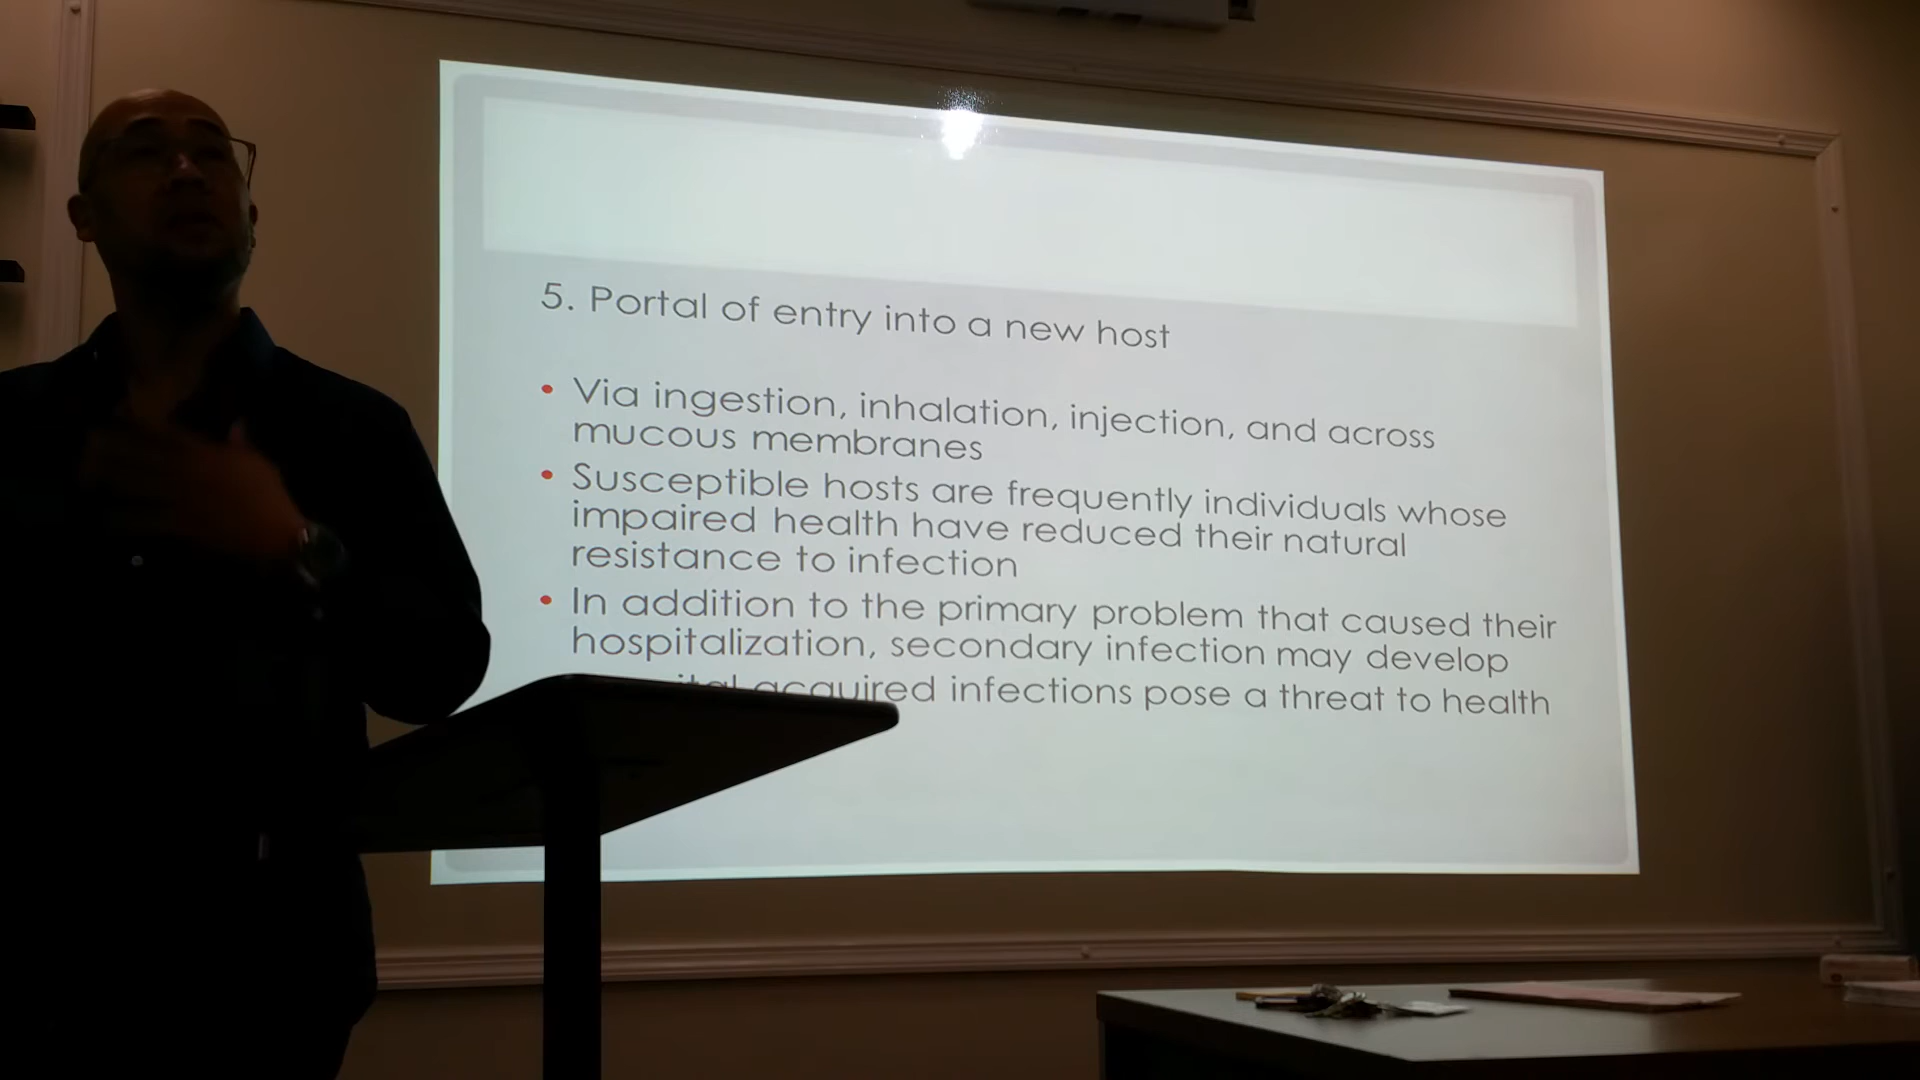 5. Portal of entry into a new host
• Via ingestion, inhalation, injection, and across
mucous membranes
• Susceptible hosts are frequently individuals whose
impaired health have reduced their natural
resistance to infection
• In addition to the primary problem that caused their
hospitalization, secondary infection may develop
acquired infections pose a threat to health